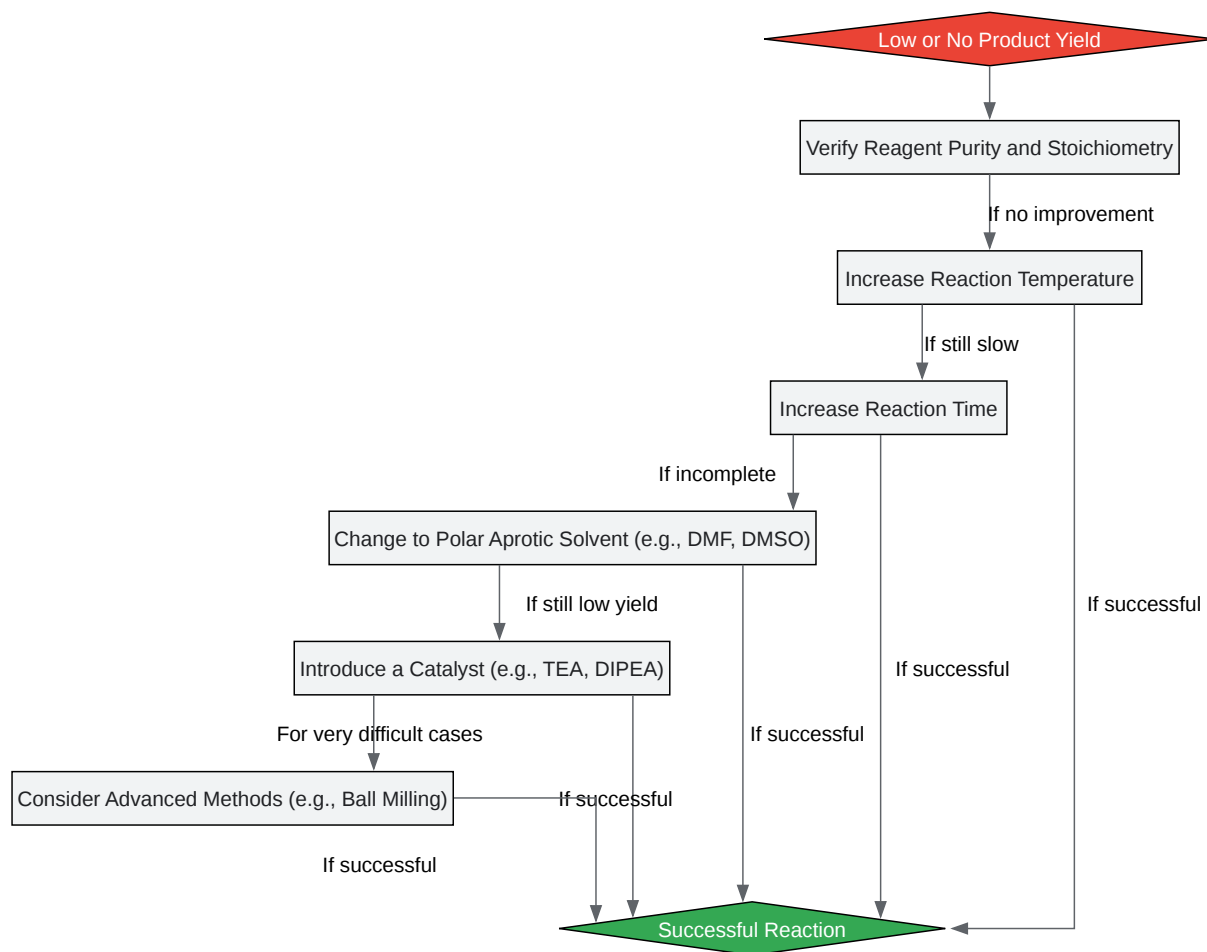 Low or No Product Yield
Verify Reagent Purity and Stoichiometry
If no improvement
Increase Reaction Temperature
If still slow
Increase Reaction Time
If incomplete
Change to Polar Aprotic Solvent (e.g., DMF, DMSO)
If still low yield
If successful
Introduce a Catalyst (e.g., TEA, DIPEA)
If successful
For very difficult cases
If successful
Consider Advanced Methods (e.g., Ball Milling)
If successful
If successful
Successful Reaction